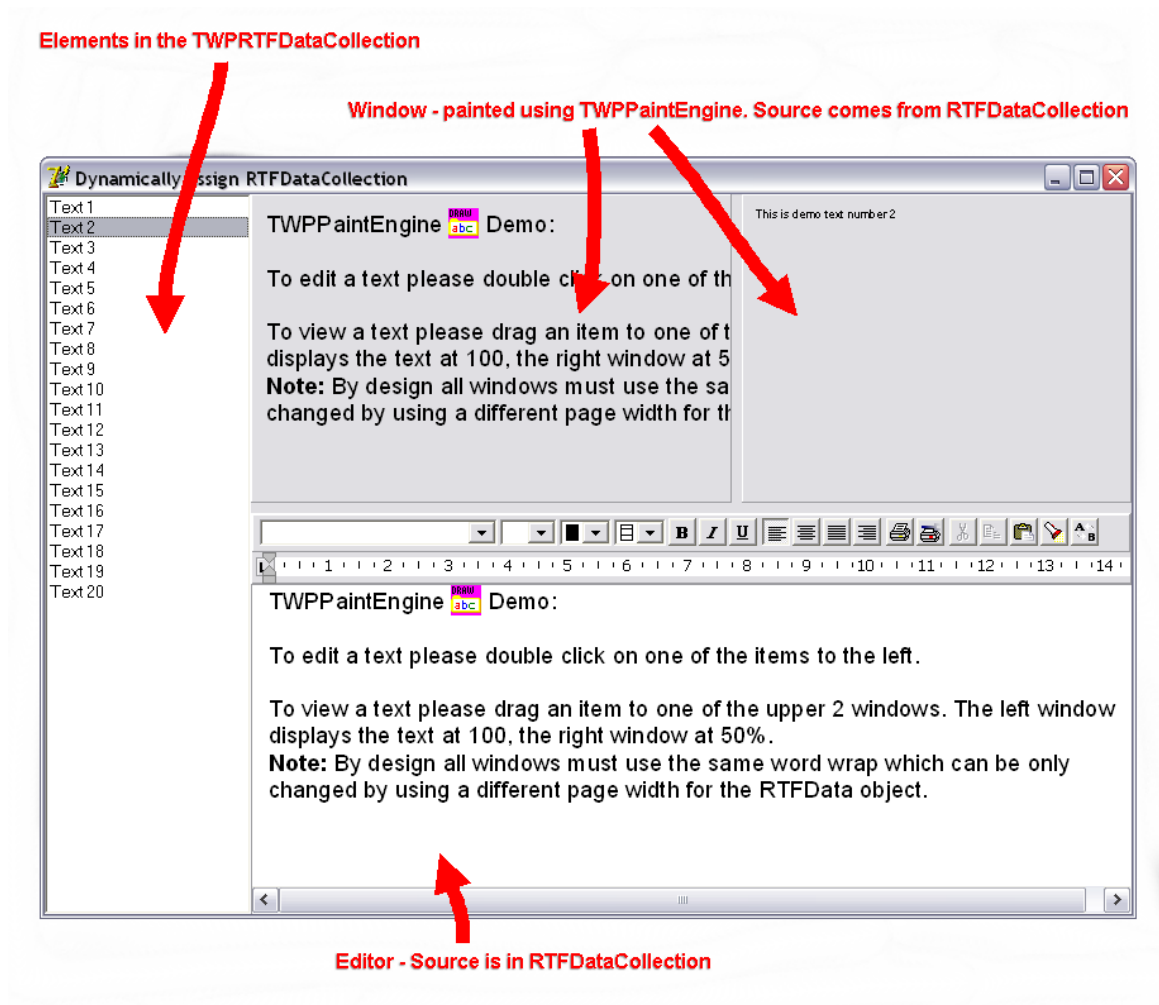 Elements in the TWPRTFDataCollection
Window - painted using TWPPaintEngine. Source comes from RTFDataCollection
Dynamically Assign RTFDataCollection
Text 1
Text 2
Text 3
Text 4
Text 5
Text 6
Text 7
Text 8
Text 9
Text 10
Text 11
Text 12
Text 13
Text 14
Text 15
Text 16
Text 17
Text 18
Text 19
Text 20
TWPPaintEngine DRAW abc Demo:
To edit a text please double click on one of th
To view a text please drag an item to one of t
displays the text at 100, the right window at 5
Note: By design all windows must use the sa
changed by using a different page width for th
This is demo text number 2
B I U A B
L 1 2 3 4 5 6 7 8 9 10 11 12 13 14
TWPPaintEngine DRAW abc Demo:
To edit a text please double click on one of the items to the left.
To view a text please drag an item to one of the upper 2 windows. The left window
displays the text at 100, the right window at 50%.
Note: By design all windows must use the same word wrap which can be only
changed by using a different page width for the RTFData object.
Editor - Source is in RTFDataCollection